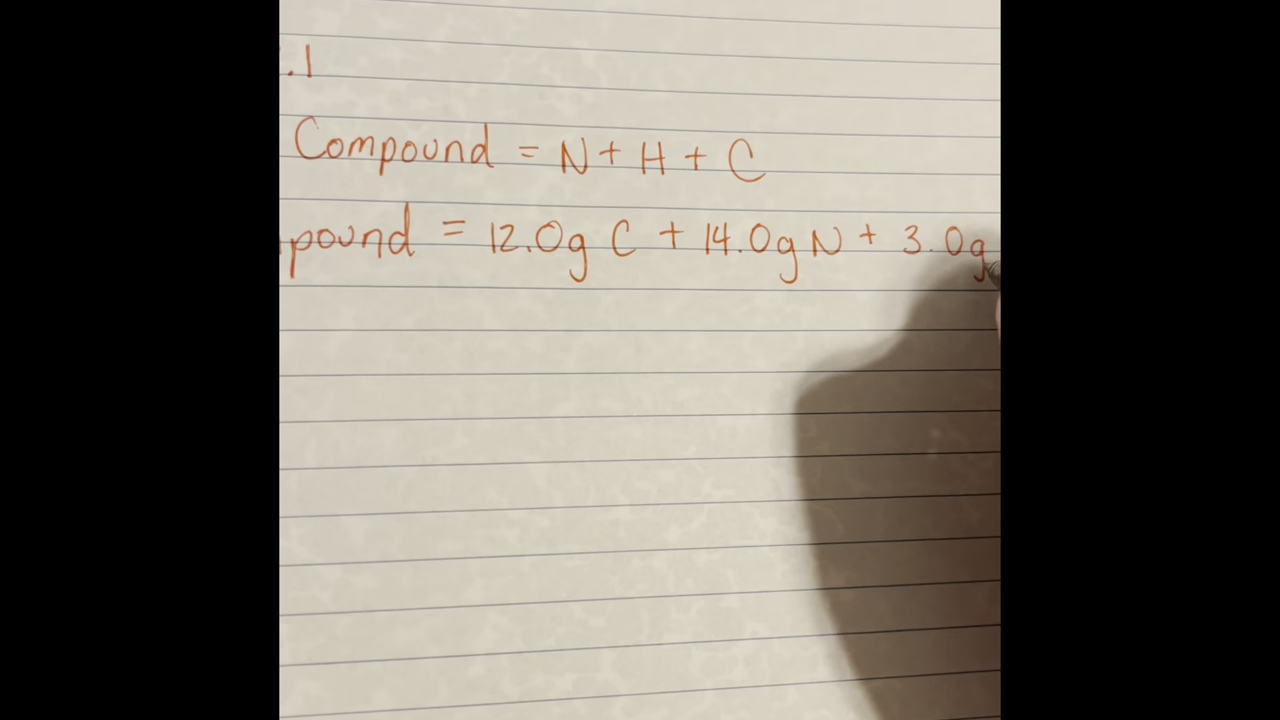 .1
Compound = N + H + C
pound = 12.0g C + 14.0g N + 3.0g